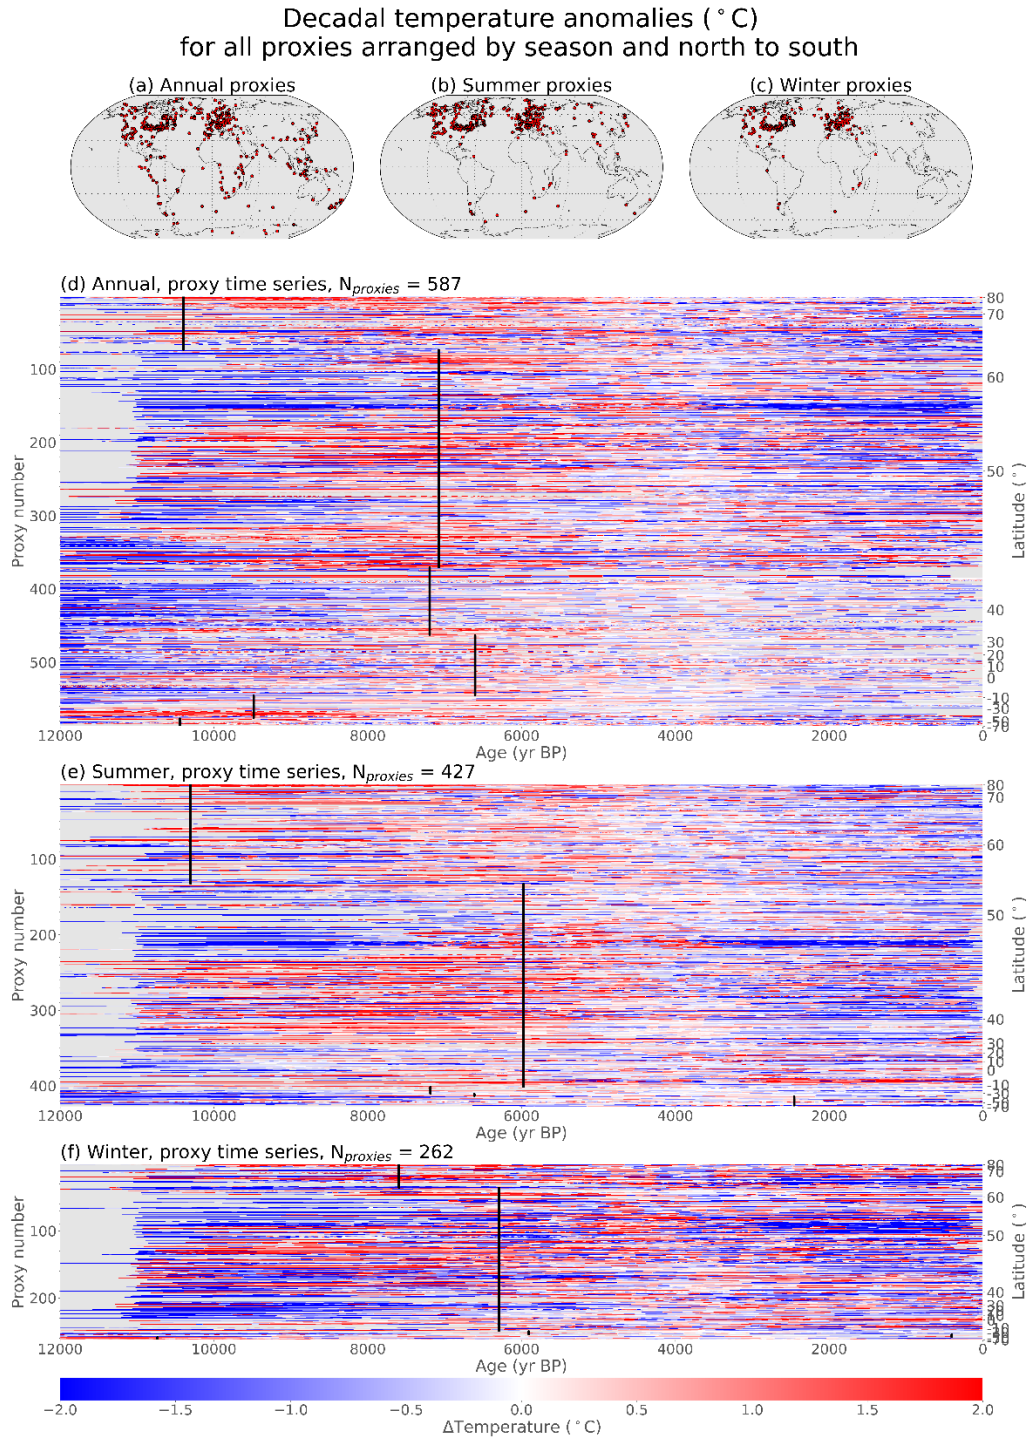 Decadal temperature anomalies (°C)
for all proxies arranged by season and north to south
(a) Annual proxies
(b) Summer proxies
(c) Winter proxies
(d) Annual, proxy time series, Nproxies = 587
Proxy number
100
200
300
400
500
80
70
60
50
40
30
20
10
0
-10
-30
-50
-70
Latitude (°)
12000 10000 8000 6000 4000 2000 0
Age (yr BP)
(e) Summer, proxy time series, Nproxies = 427
Proxy number
100
200
300
400
80
70
60
50
40
30
20
10
0
-10
-30
-50
-70
Latitude (°)
12000 10000 8000 6000 4000 2000 0
Age (yr BP)
(f) Winter, proxy time series, Nproxies = 262
Proxy number
100
200
80
70
60
50
40
30
Latitude (°)
12000 10000 8000 6000 4000 2000 0
Age (yr BP)
−2.0 −1.5 −1.0 −0.5 0.0 0.5 1.0 1.5 2.0
ΔTemperature (°C)